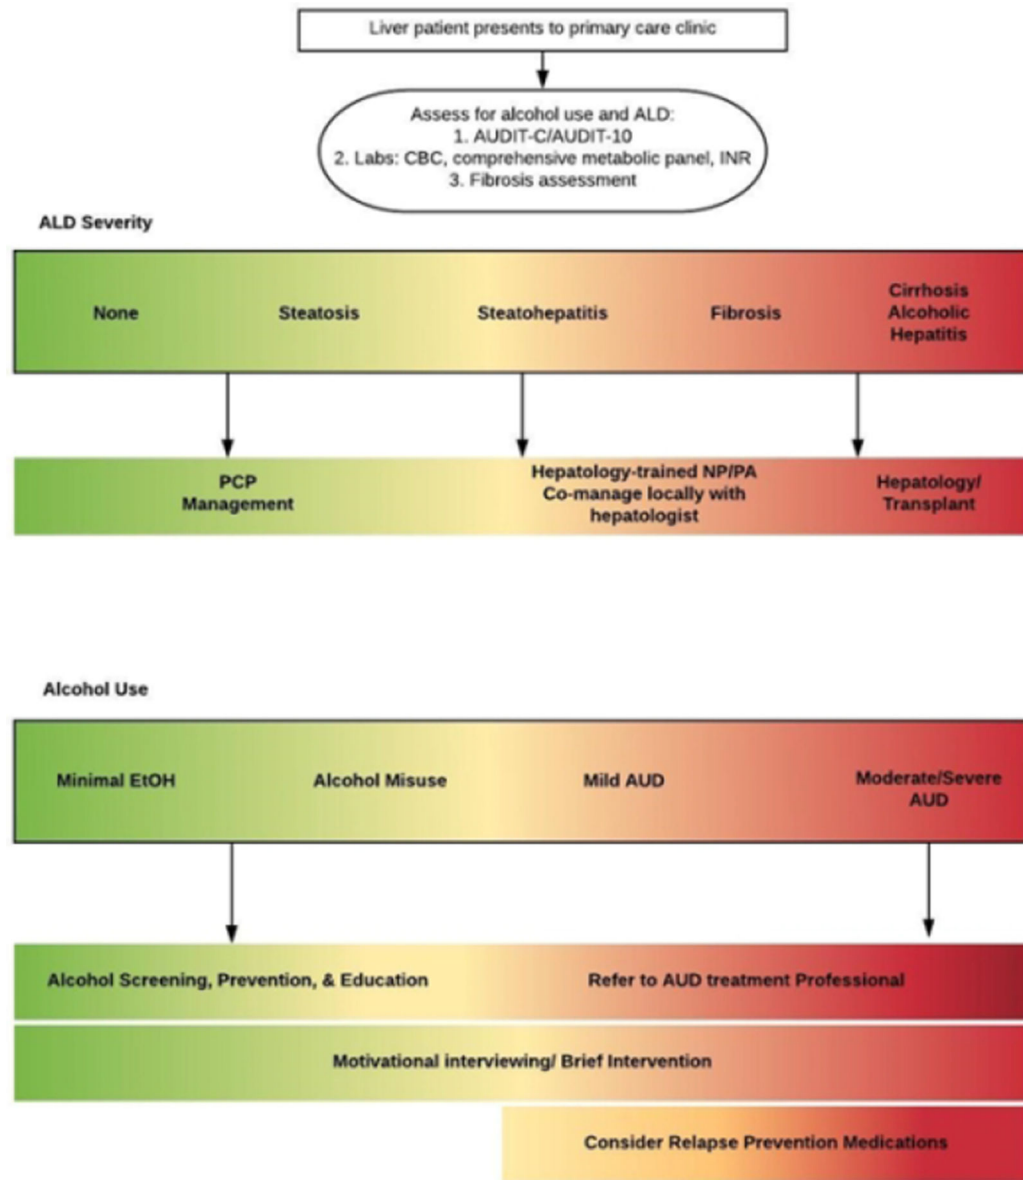 Liver patient presents to primary care clinic
Assess for alcohol use and ALD:
1. AUDIT-C/AUDIT-10
2. Labs: CBC, comprehensive metabolic panel, INR
3. Fibrosis assessment
ALD Severity
None
Steatosis
Steatohepatitis
Fibrosis
Cirrhosis
Alcoholic
Hepatitis
PCP
Management
Hepatology-trained NP/PA
Co-manage locally with
hepatologist
Hepatology/
Transplant
Alcohol Use
Minimal EtOH
Alcohol Misuse
Mild AUD
Moderate/Severe
AUD
Alcohol Screening, Prevention, & Education
Refer to AUD treatment Professional
Motivational interviewing/ Brief Intervention
Consider Relapse Prevention Medications